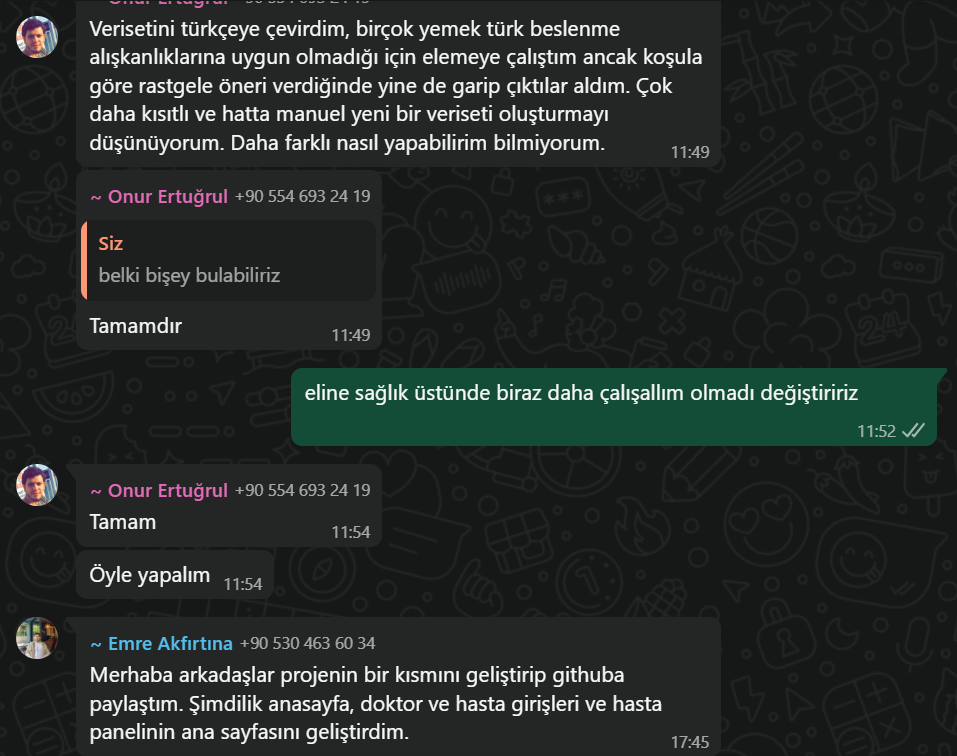 Verisetini türkçeye çevirdim, birçok yemek türk beslenme
alışkanlıklarına uygun olmadığı için elemeye çalıştım ancak koşula
göre rastgele öneri verdiğinde yine de garip çıktılar aldım. Çok
daha kısıtlı ve hatta manuel yeni bir veriseti oluşturmayı
düşünüyorum. Daha farklı nasıl yapabilirim bilmiyorum.
11:49
~ Onur Ertuğrul +90 554 693 24 19
Siz
belki bişey bulabiliriz
Tamamdır
11:49
eline sağlık üstünde biraz daha çalışallım olmadı değiştiririz
11:52
~ Onur Ertuğrul +90 554 693 24 19
Tamam
11:54
Öyle yapalım 11:54
~ Emre Akfırtına +90 530 463 60 34
Merhaba arkadaşlar projenin bir kısmını geliştirip githuba
paylaştım. Şimdilik anasayfa, doktor ve hasta girişleri ve hasta
panelinin ana sayfasını geliştirdim.
17:45